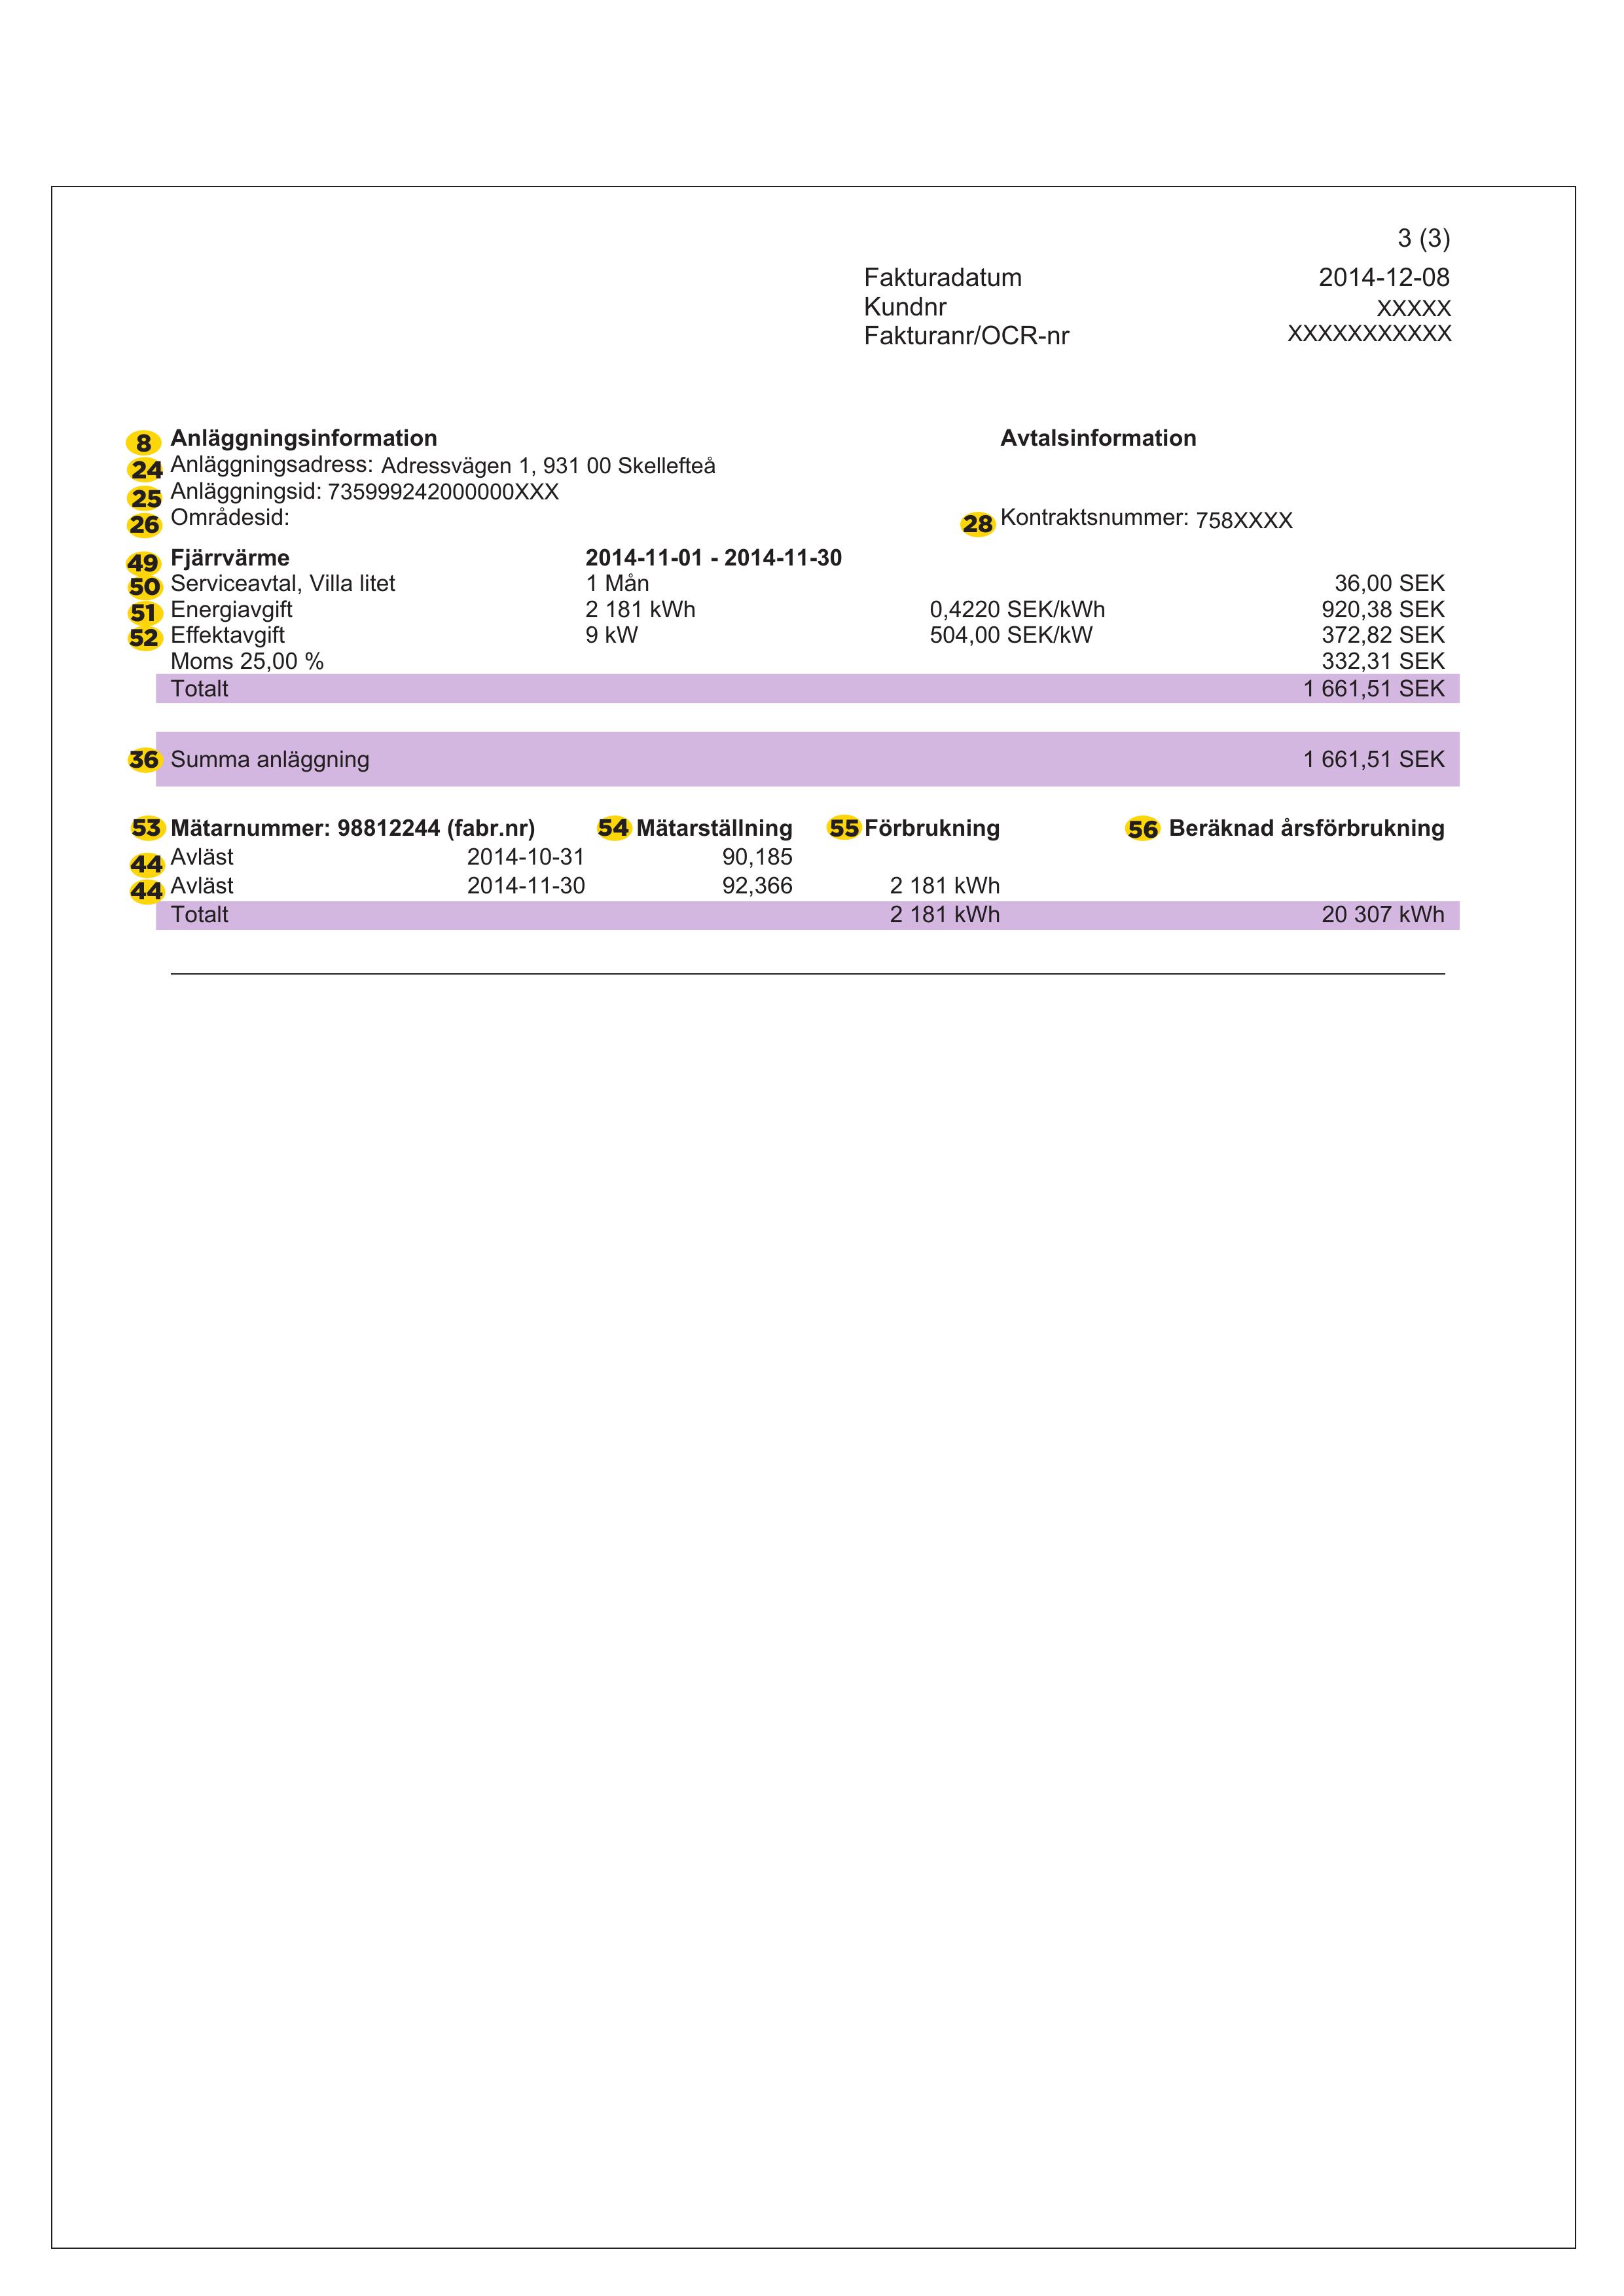 3 (3)
Fakturadatum 2014-12-08
Kundnr XXXXX
Fakturanr/OCR-nr XXXXXXXXXXX
8 Anläggningsinformation Avtalsinformation
24 Anläggningsadress: Adressvägen 1, 931 00 Skellefteå
25 Anläggningsid: 735999242000000XXX
26 Områdesid: 28 Kontraktsnummer: 758XXXX
49 Fjärrvärme 2014-11-01 - 2014-11-30
50 Serviceavtal, Villa litet 1 Mån 36,00 SEK
51 Energiavgift 2 181 kWh 0,4220 SEK/kWh 920,38 SEK
52 Effektavgift 9 kW 504,00 SEK/kW 372,82 SEK
Moms 25,00 % 332,31 SEK
Totalt 1 661,51 SEK
36 Summa anläggning 1 661,51 SEK
53 Mätarnummer: 98812244 (fabr.nr) 54 Mätarställning 55 Förbrukning 56 Beräknad årsförbrukning
44 Avläst 2014-10-31 90,185
44 Avläst 2014-11-30 92,366 2 181 kWh
Totalt 2 181 kWh 20 307 kWh